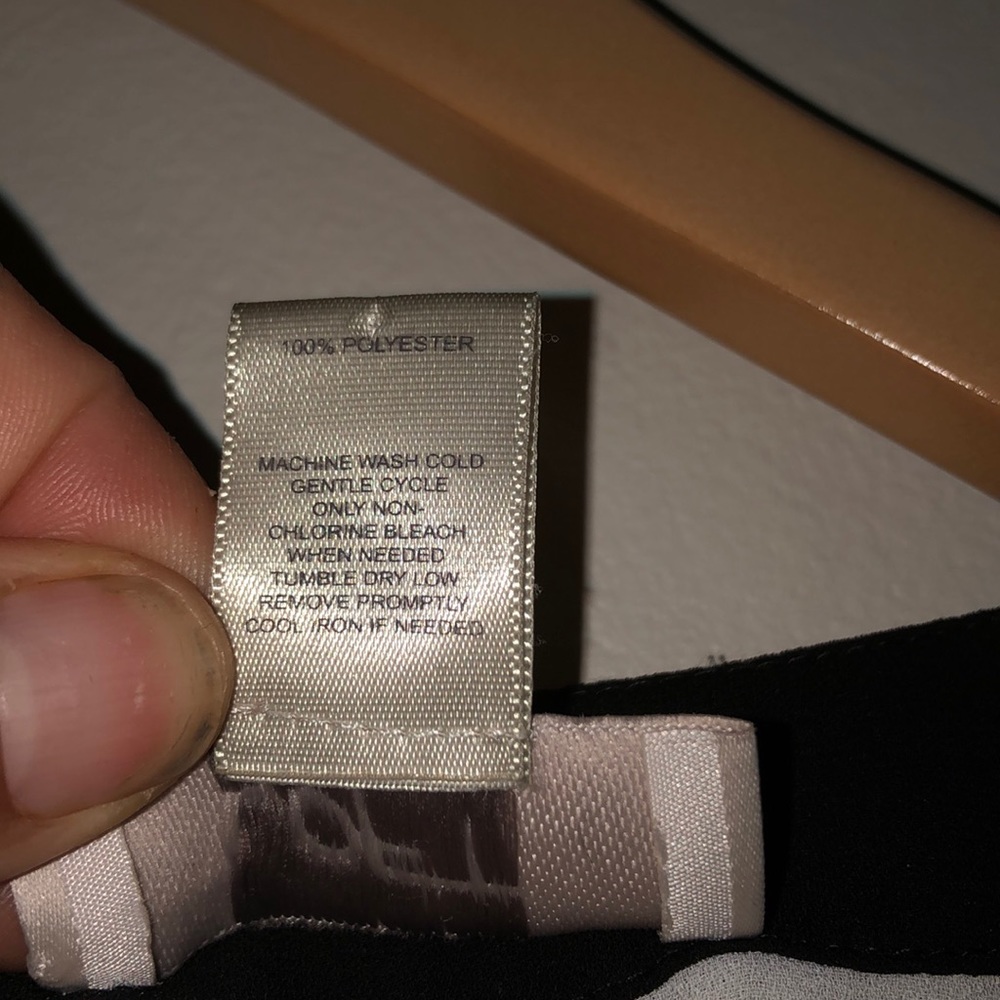 100% POLYESTER
MACHINE WASH COLD
GENTLE CYCLE
ONLY NON-
CHLORINE BLEACH
WHEN NEEDED
TUMBLE DRY LOW
REMOVE PROMPTLY
COOL IRON IF NEEDED